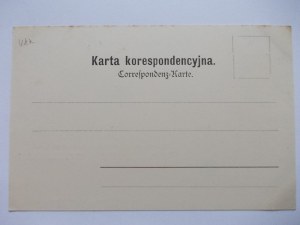 Karta korespondencyjna.
Correspondenz-Karte.